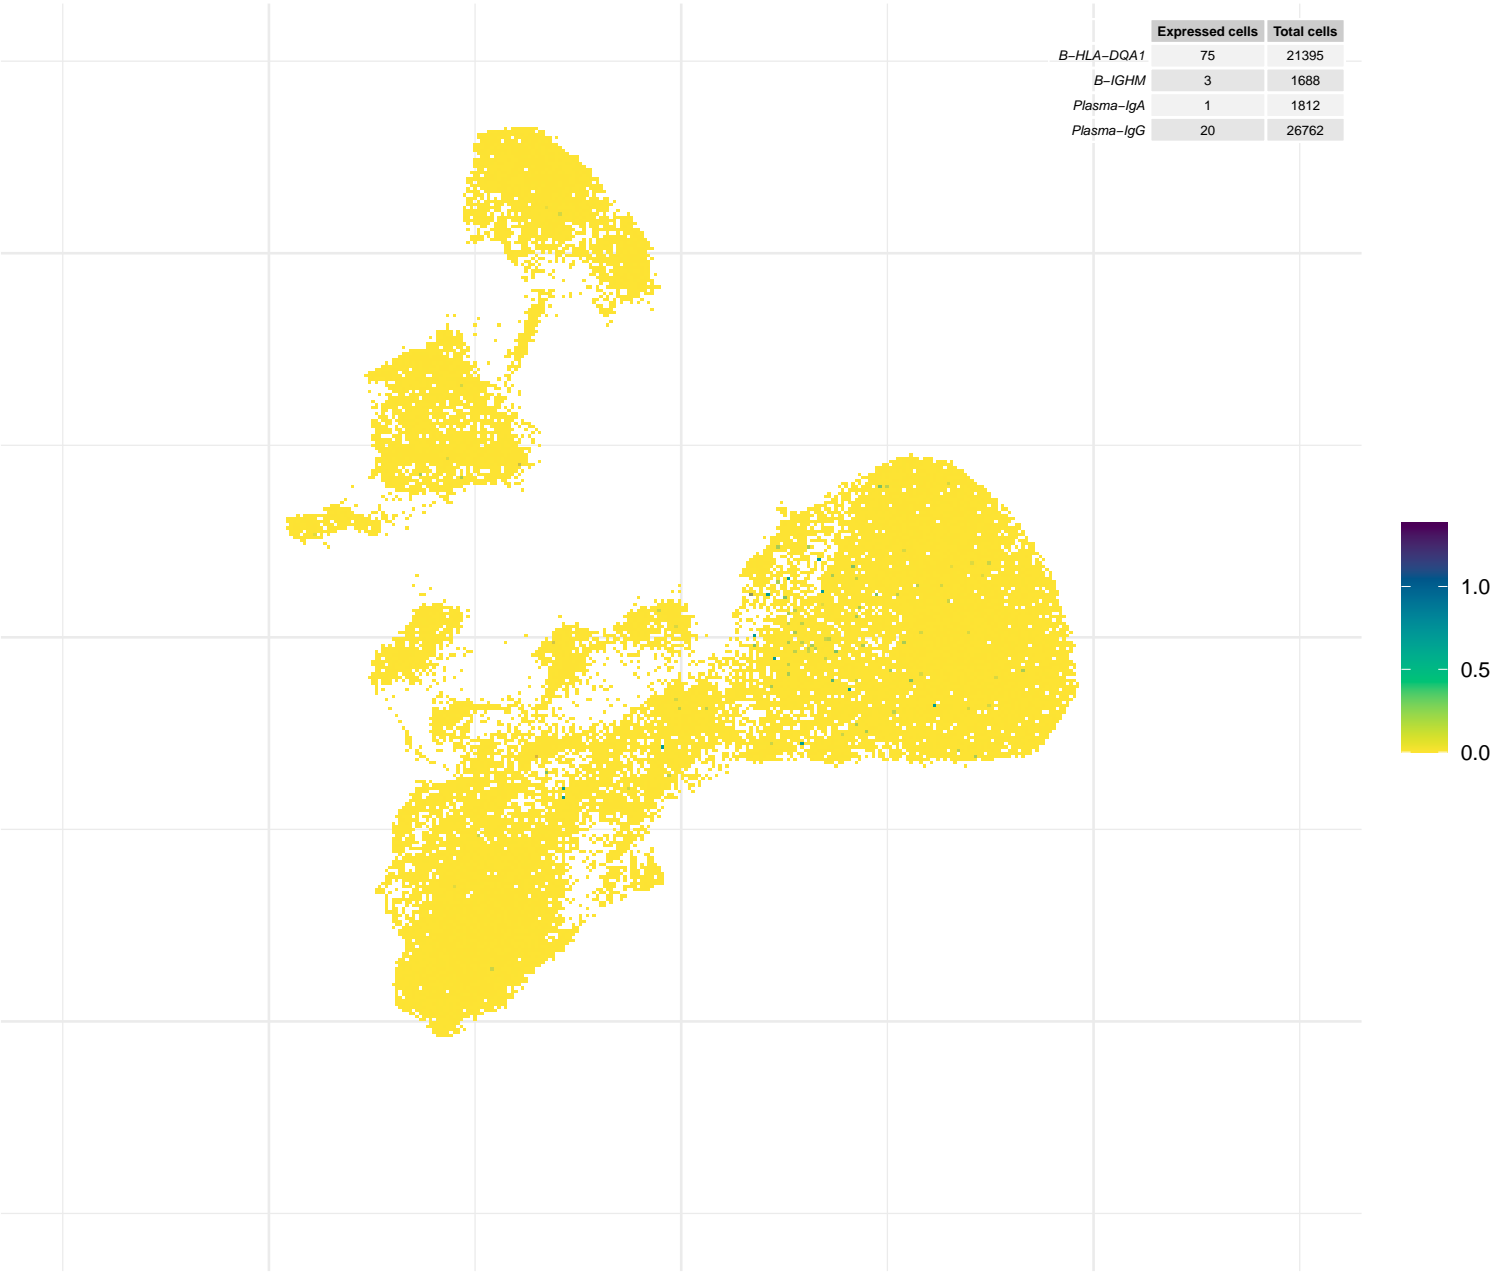 Expressed cells Total cells
B−HLA−DQA1 75 21395
B−IGHM 3 1688
Plasma−IgA 1 1812
Plasma−IgG 20 26762
1.0
0.5
0.0